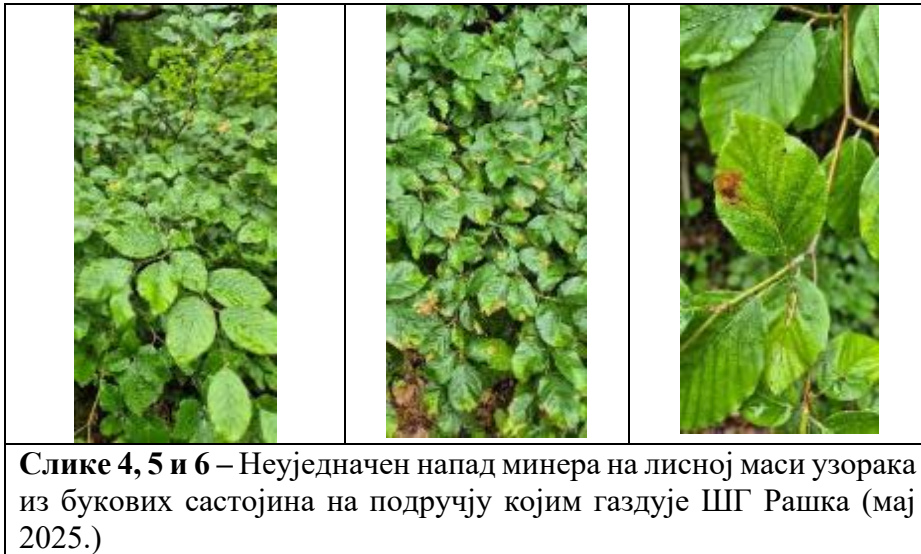 Слике 4, 5 и 6 – Неуједначен напад минера на лисној маси узорака
из букових састојина на подручју којим газдује ШГ Рашка (мај
2025.)